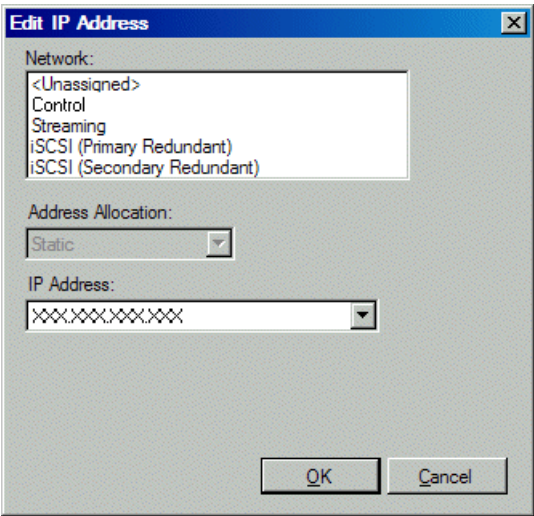 Edit IP Address
Network:
<Unassigned>
Control
Streaming
iSCSI (Primary Redundant)
iSCSI (Secondary Redundant)
Address Allocation:
Static
IP Address:
XXX.XXX.XXX.XXX
OK
Cancel